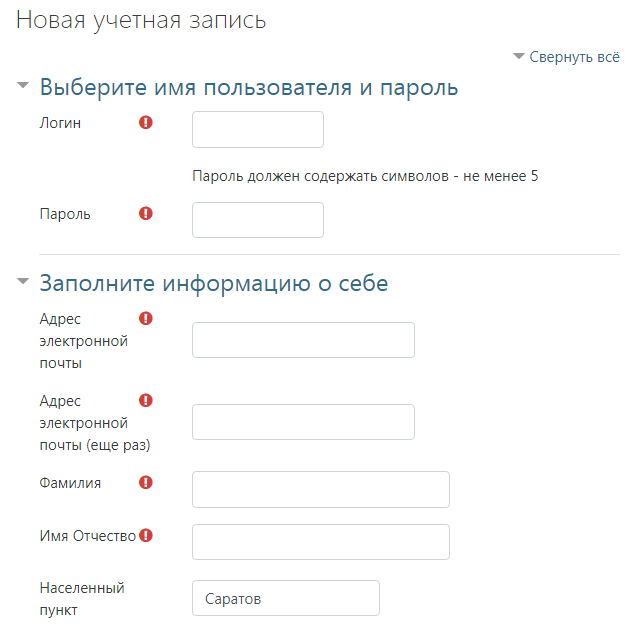 Новая учетная запись
Свернуть всё
Выберите имя пользователя и пароль
Логин
Пароль должен содержать символов - не менее 5
Пароль
Заполните информацию о себе
Адрес
электронной
почты
Адрес
электронной
почты (еще раз)
Фамилия
Имя Отчество
Населенный
пункт
Саратов